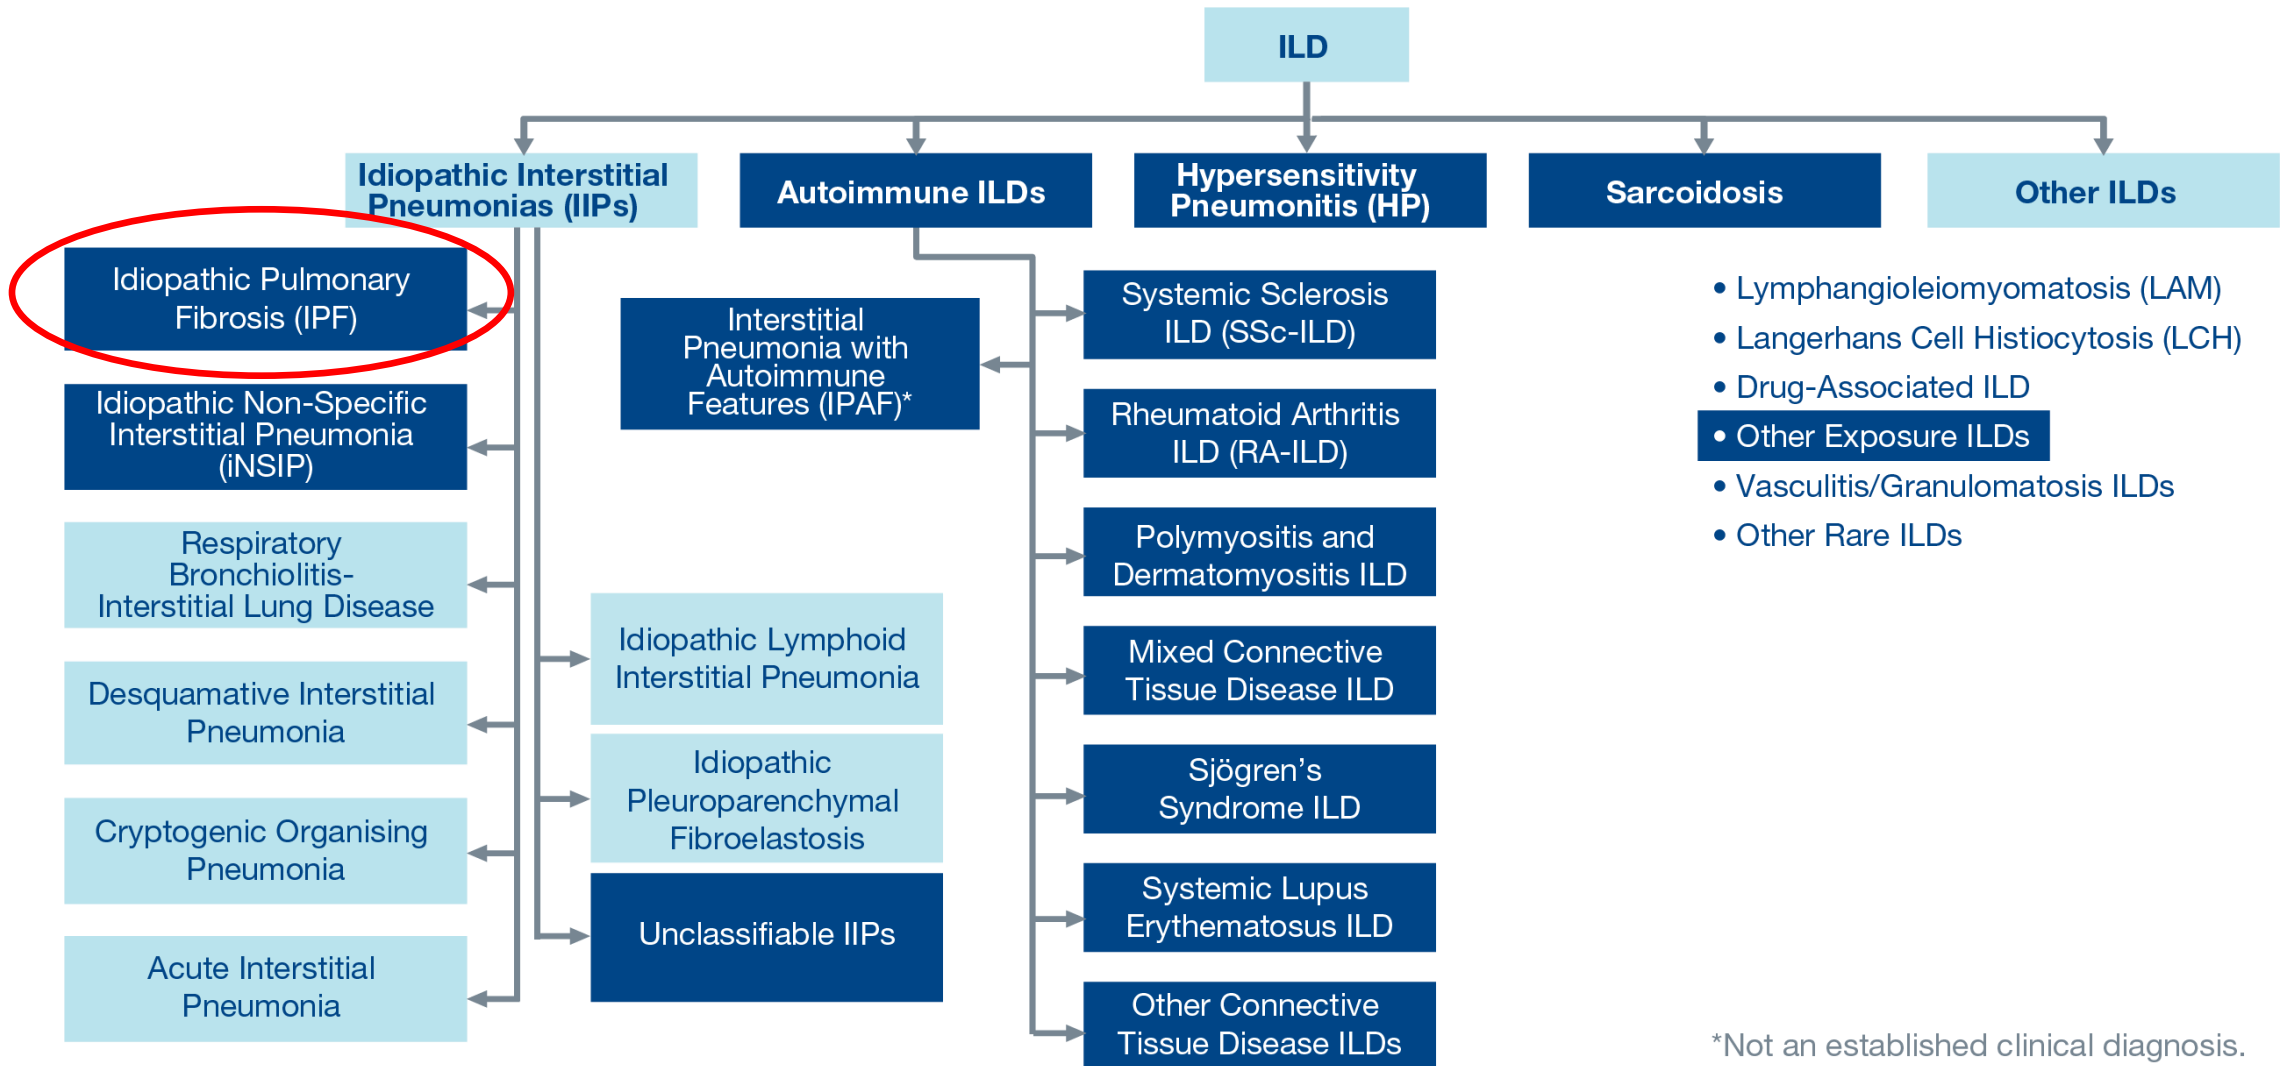 ILD
Idiopathic Interstitial
Pneumonias (IIPs)
Autoimmune ILDs
Hypersensitivity
Pneumonitis (HP)
Sarcoidosis
Other ILDs
Idiopathic Pulmonary
Fibrosis (IPF)
Idiopathic Non-Specific
Interstitial Pneumonia
(iNSIP)
Respiratory
Bronchiolitis-
Interstitial Lung Disease
Desquamative Interstitial
Pneumonia
Cryptogenic Organising
Pneumonia
Acute Interstitial
Pneumonia
Idiopathic Lymphoid
Interstitial Pneumonia
Idiopathic
Pleuroparenchymal
Fibroelastosis
Unclassifiable IIPs
Interstitial
Pneumonia with
Autoimmune
Features (IPAF)*
Systemic Sclerosis
ILD (SSc-ILD)
Rheumatoid Arthritis
ILD (RA-ILD)
Polymyositis and
Dermatomyositis ILD
Mixed Connective
Tissue Disease ILD
Sjögren’s
Syndrome ILD
Systemic Lupus
Erythematosus ILD
Other Connective
Tissue Disease ILDs
• Lymphangioleiomyomatosis (LAM)
• Langerhans Cell Histiocytosis (LCH)
• Drug-Associated ILD
• Other Exposure ILDs
• Vasculitis/Granulomatosis ILDs
• Other Rare ILDs
*Not an established clinical diagnosis.